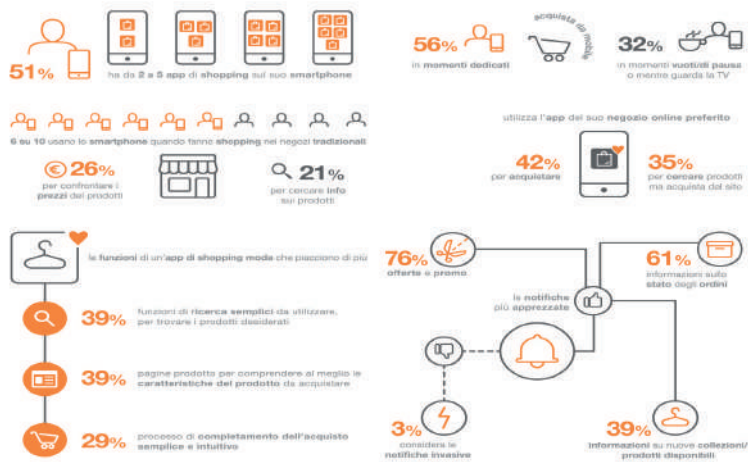 51%
ha da 2 a 5 app di shopping sul suo smartphone
56%
in momenti dedicati
acquista da mobile
32%
in momenti vuoti/di pausa
o mentre guarda la TV
6 su 10 usano lo smartphone quando fanno shopping nei negozi tradizionali
€ 26%
per confrontare i
prezzi dei prodotti
21%
per cercare info
sui prodotti
utilizza l'app del suo negozio online preferito
42%
per acquistare
35%
per cercare prodotti
ma acquista dal sito
le funzioni di un'app di shopping moda che piacciono di più
39%
funzioni di ricerca semplici da utilizzare,
per trovare i prodotti desiderati
39%
pagine prodotto per comprendere al meglio le
caratteristiche del prodotto da acquistare
29%
processo di completamento dell'acquisto
semplice e intuitivo
76%
offerte e promo
61%
informazioni sullo
stato degli ordini
le notifiche
più apprezzate
3%
considera le
notifiche invasive
39%
informazioni su nuove collezioni/
prodotti disponibili